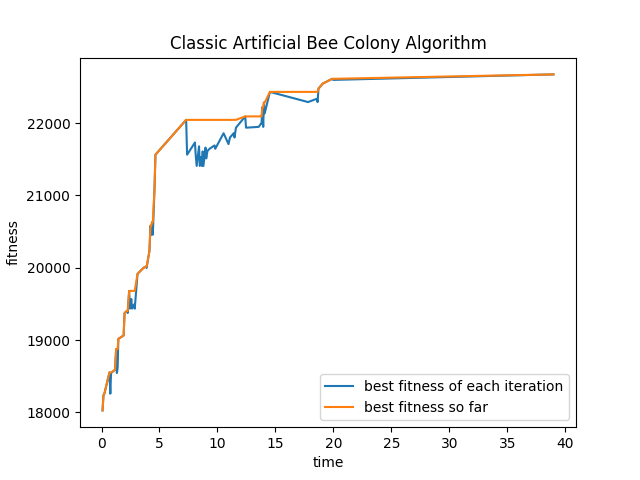 Classic Artificial Bee Colony Algorithm
fitness
22000
21000
20000
19000
18000
0 5 10 15 20 25 30 35 40
time
best fitness of each iteration
best fitness so far